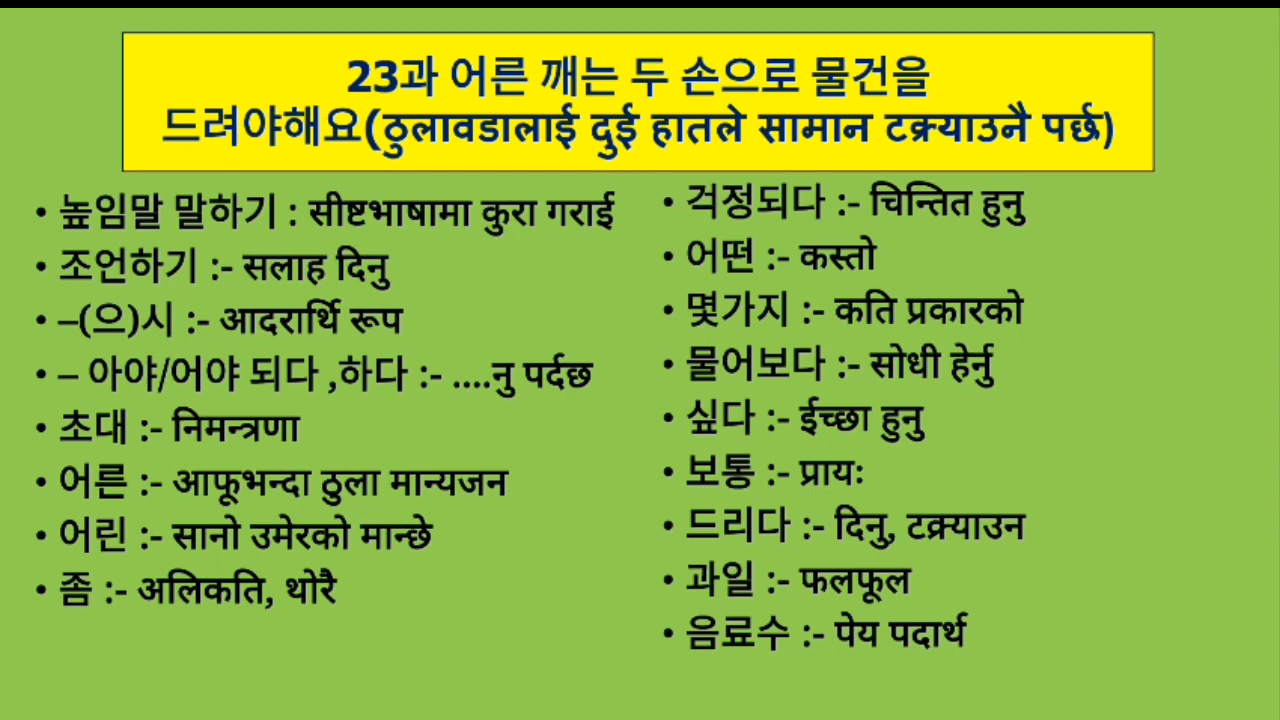 23과 어른 깨는 두 손으로 물건을
드려야해요(ठुलावडालाई दुई हातले सामान टक्र्याउनै पर्छ)
• 높임말 말하기 : सीष्टभाषामा कुरा गराई
• 조언하기 :- सलाह दिनु
• –(으)시 :- आदरार्थि रूप
• – 아야/어야 되다 ,하다 :- ....नु पर्दछ
• 초대 :- निमन्त्रणा
• 어른 :- आफूभन्दा ठुला मान्यजन
• 어린 :- सानो उमेरको मान्छे
• 좀 :- अलिकति, थोरै
• 걱정되다 :- चिन्तित हुनु
• 어떤 :- कस्तो
• 몇가지 :- कति प्रकारको
• 물어보다 :- सोधी हेर्नु
• 싶다 :- ईच्छा हुनु
• 보통 :- प्रायः
• 드리다 :- दिनु, टक्र्याउन
• 과일 :- फलफूल
• 음료수 :- पेय पदार्थ